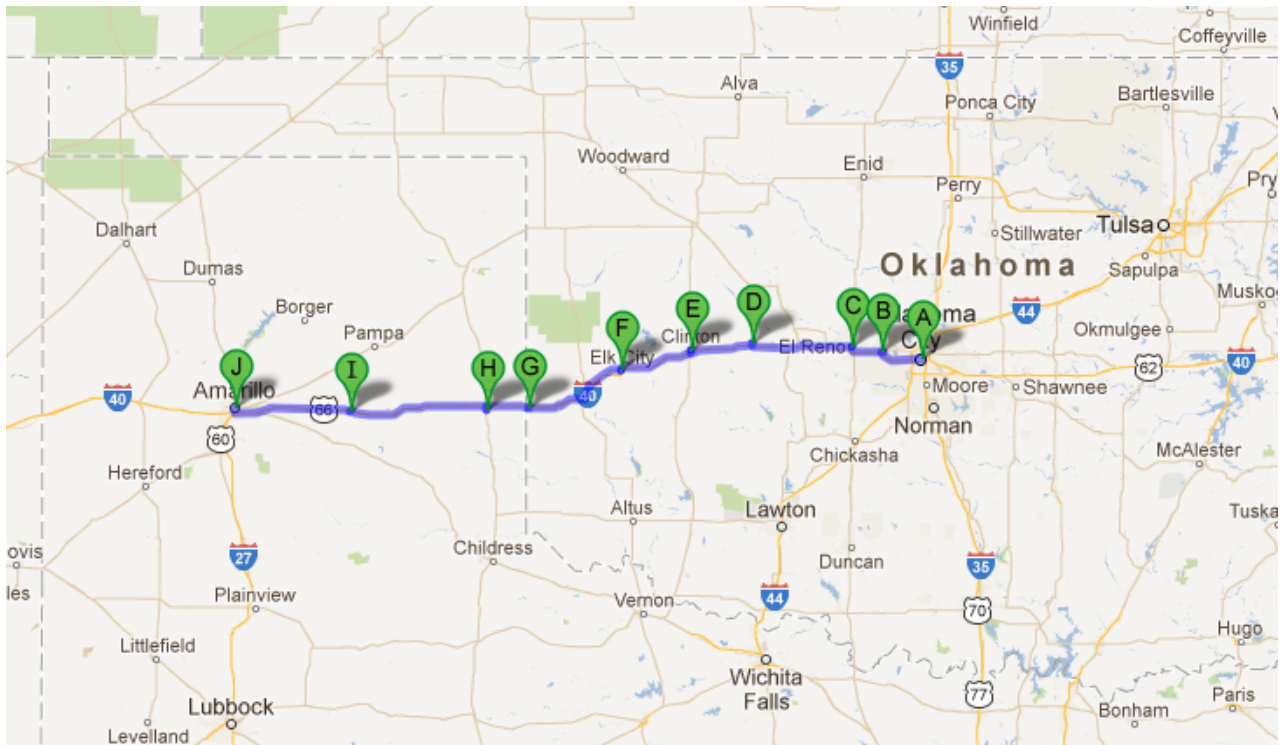 Winfield
Coffeyville
35
Alva
Ponca City
Bartlesville
Woodward
Enid
Perry
Pry
Dalhart
Stillwater
Tulsa
Oklahoma
Sapulpa
Dumas
Musko
Borger
44
Pampa
Okmulgee
A
B
C
D
E
F
G
H
I
J
Clinton
City
El Reno
Elk City
40
62
Moore
Shawnee
Amarillo
40
40
66
60
Norman
Chickasha
McAlester
Hereford
Altus
Lawton
Tuska
Childress
Duncan
ovis
les
27
35
Plainview
44
Vernon
70
Hugo
Littlefield
Wichita
Falls
77
Lubbock
Paris
Bonham
Levelland